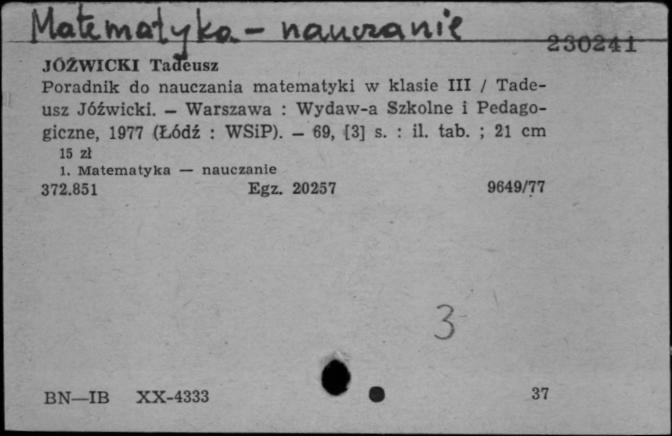 Matematyka - nauczanie
230241
JÓŹWICKI Tadeusz
Poradnik do nauczania matematyki w klasie III / Tade-
usz Jóźwicki. — Warszawa : Wydaw-a Szkolne i Pedago-
giczne, 1977 (Łódź : WSiP). — 69, [3] s. : il. tab. ; 21 cm
15 zł
1. Matematyka — nauczanie
372.851 Egz. 20257 9649/77
3
BN—IB XX-4333 37